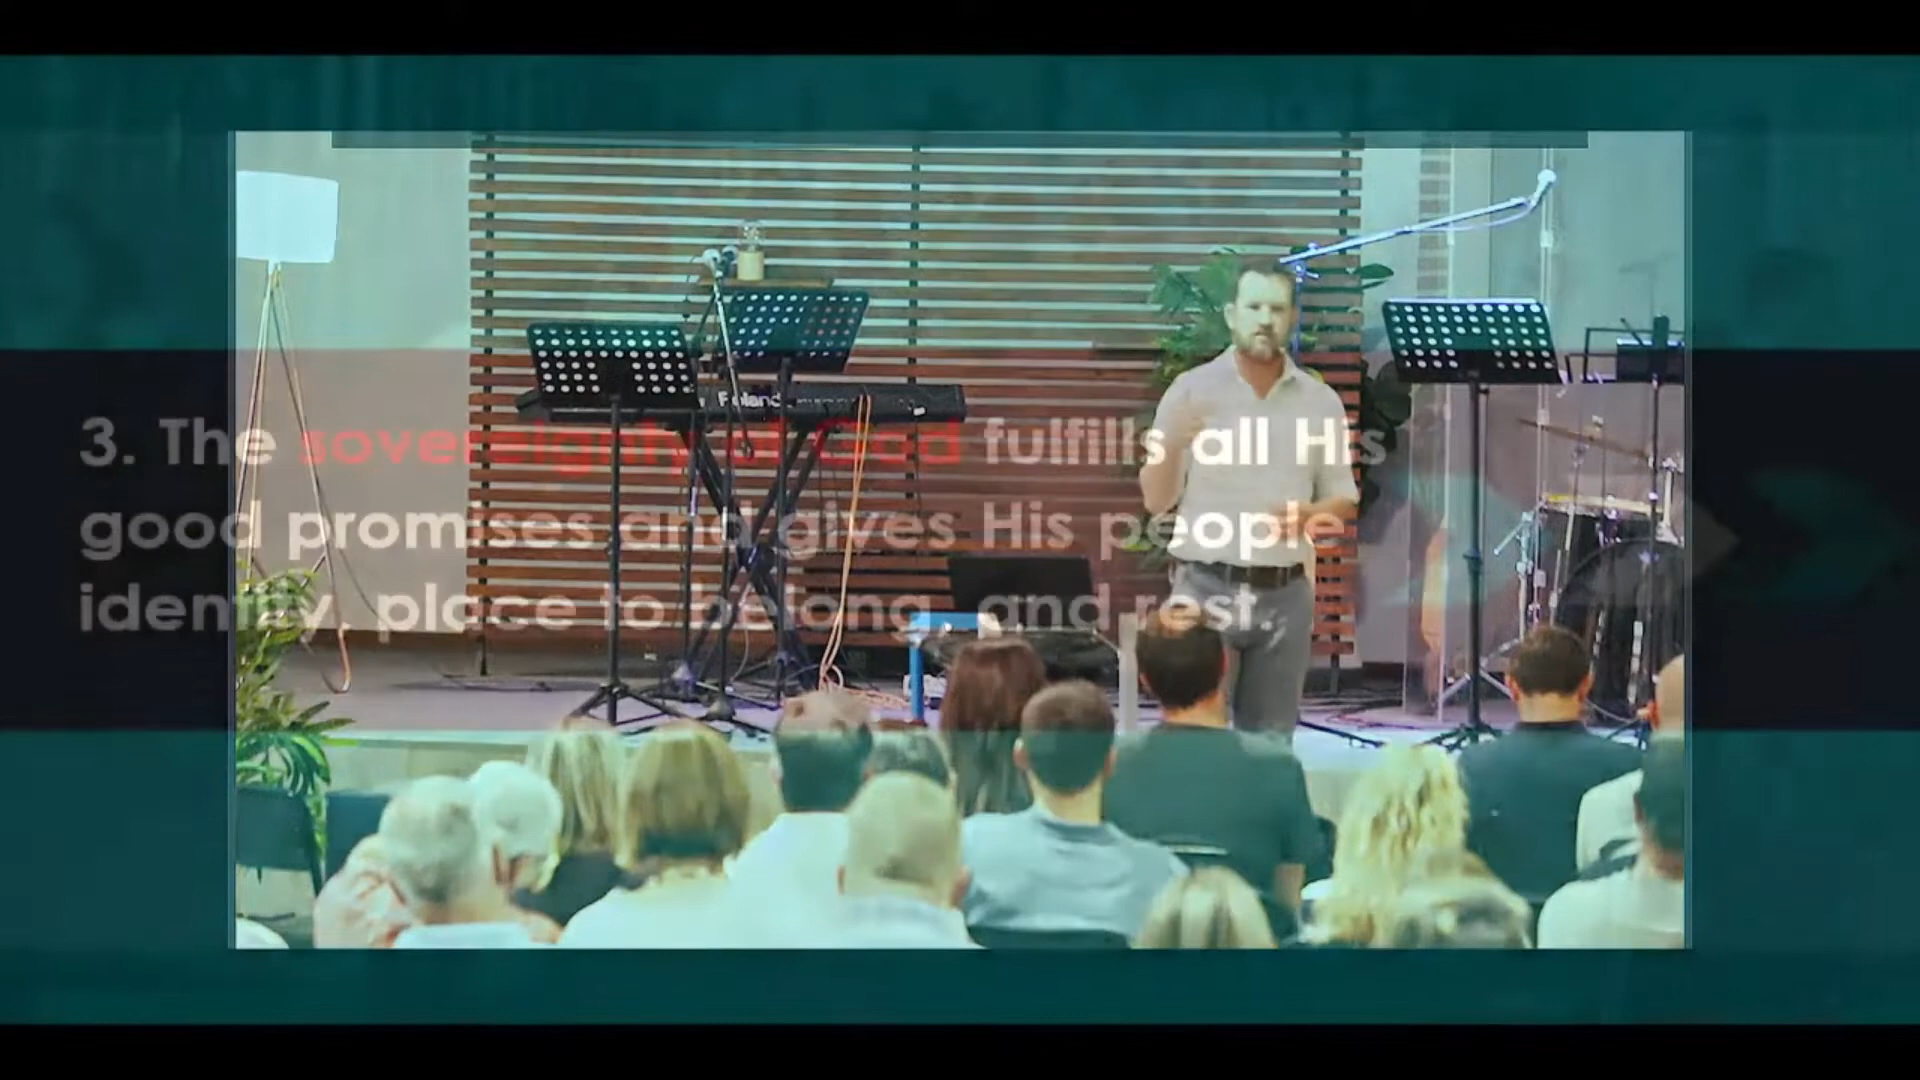 Roland
3. The sovereignty of God fulfills all His
good promises and gives His people
identity, place to belong, and rest.